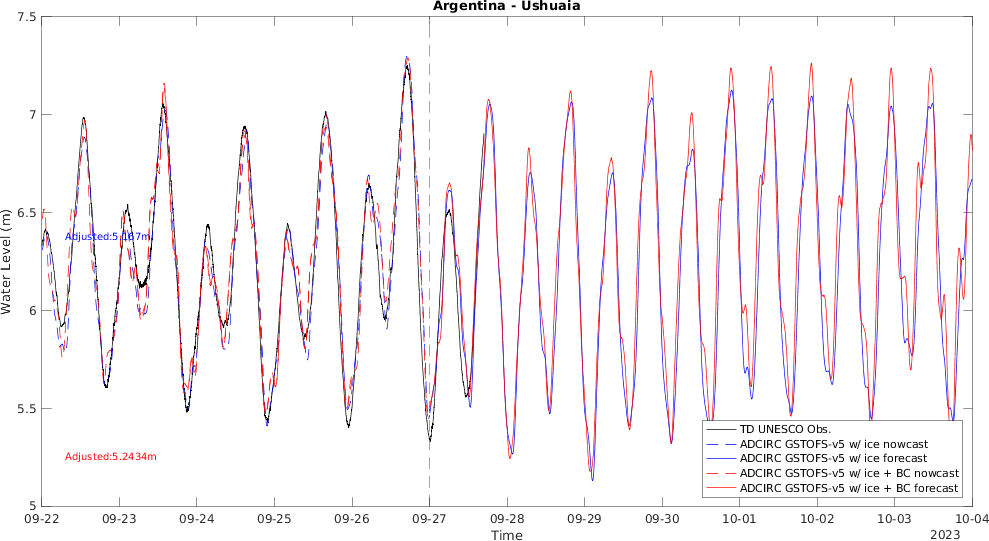 Argentina - Ushuaia
7.5
7
6.5
6
5.5
5
Water Level (m)
Adjusted:5.167m
Adjusted:5.2434m
TD UNESCO Obs.
ADCIRC GSTOFS-v5 w/ ice nowcast
ADCIRC GSTOFS-v5 w/ ice forecast
ADCIRC GSTOFS-v5 w/ ice + BC nowcast
ADCIRC GSTOFS-v5 w/ ice + BC forecast
09-22 09-23 09-24 09-25 09-26 09-27 09-28 09-29 09-30 10-01 10-02 10-03 10-04
Time
2023